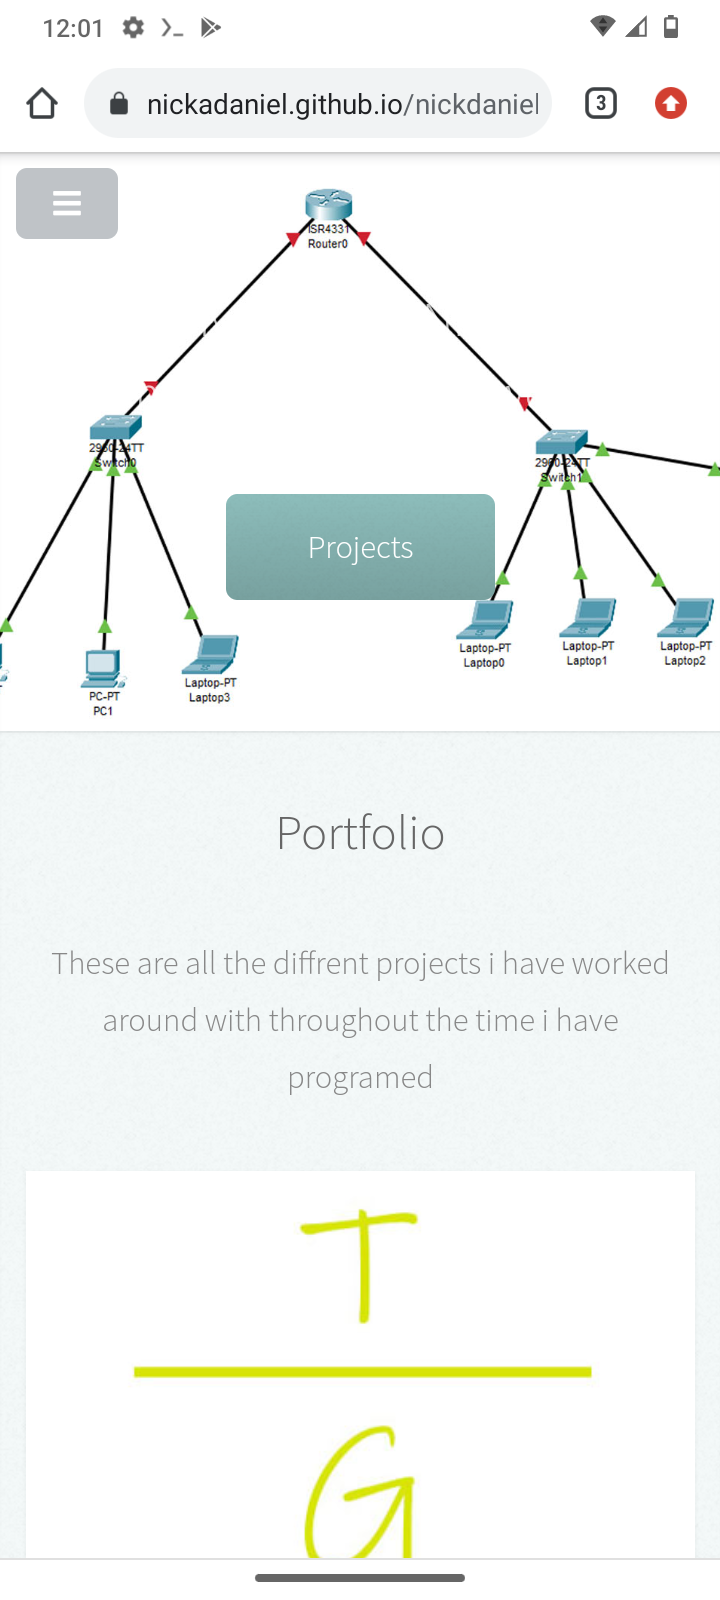 12:01
nickadaniel.github.io/nickdaniel
3
ISR4331
Router0
2960-24TT
Switch0
2960-24TT
Switch1
Projects
Laptop-PT
Laptop0
Laptop-PT
Laptop1
Laptop-PT
Laptop2
PC-PT
PC1
Laptop-PT
Laptop3
Portfolio
These are all the diffrent projects i have worked
around with throughout the time i have
programed
T
G